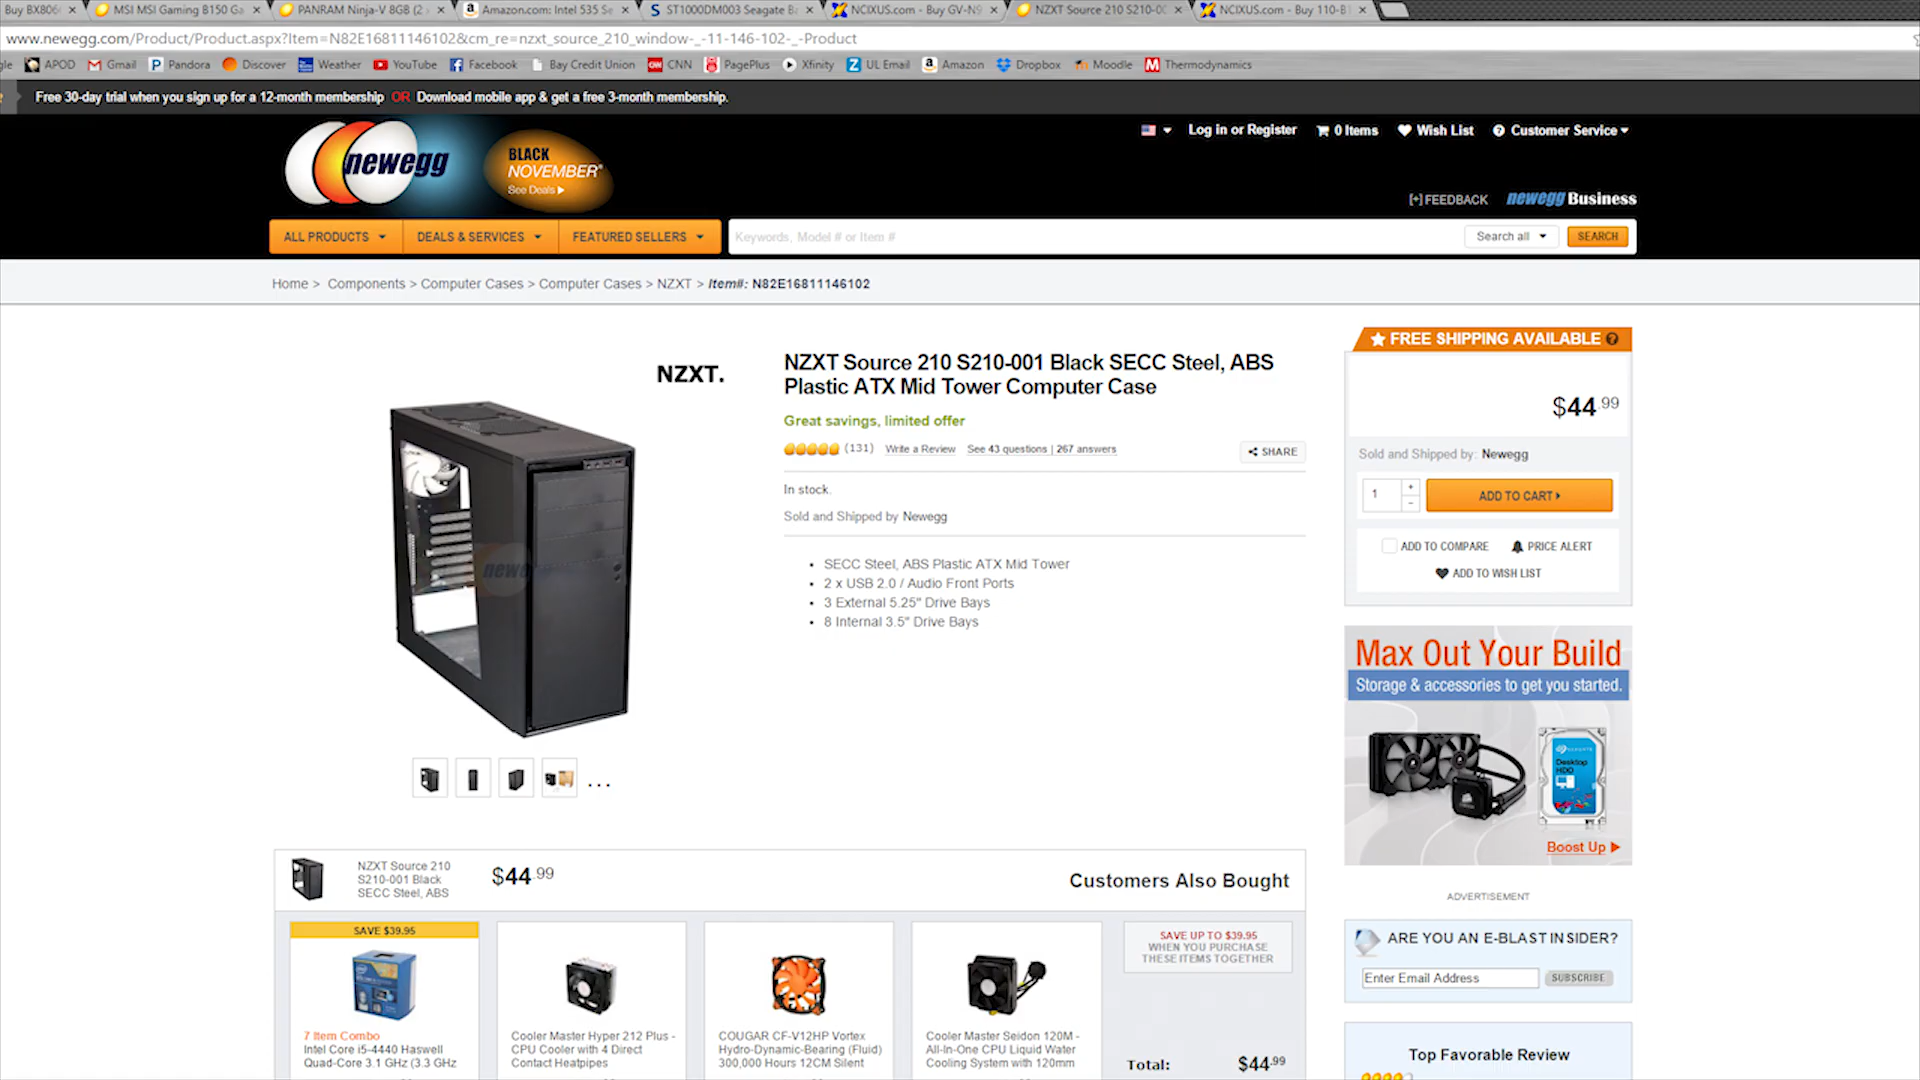 Buy BX806
MSI MSI Gaming B150 Ga
PANRAM Ninja-V 8GB (2
Amazon.com: Intel 535 Se
ST1000DM003 Seagate Ba
NCIXUS.com - Buy GV-N9
NZXT Source 210 S210-00
NCIXUS.com - Buy 110-B
www.newegg.com/Product/Product.aspx?Item=N82E16811146102&cm_re=nzxt_source_210_window-_-11-146-102-_-Product
gle APOD Gmail Pandora Discover Weather YouTube Facebook Bay Credit Union CNN PagePlus Xfinity UL Email Amazon Dropbox Moodle Thermodynamics
Free 30-day trial when you sign up for a 12-month membership OR Download mobile app & get a free 3-month membership.
newegg
BLACK
NOVEMBER
See Deals
Log in or Register 0 Items Wish List Customer Service
[+] FEEDBACK newegg Business
ALL PRODUCTS DEALS & SERVICES FEATURED SELLERS Keywords, Model # or Item # Search all SEARCH
Home > Components > Computer Cases > Computer Cases > NZXT > Item#: N82E16811146102
NZXT.
newegg
NZXT Source 210 S210-001 Black SECC Steel, ABS
Plastic ATX Mid Tower Computer Case
Great savings, limited offer
(131) Write a Review See 43 questions | 267 answers SHARE
In stock.
Sold and Shipped by Newegg
• SECC Steel, ABS Plastic ATX Mid Tower
• 2 x USB 2.0 / Audio Front Ports
• 3 External 5.25" Drive Bays
• 8 Internal 3.5" Drive Bays
...
FREE SHIPPING AVAILABLE ?
$44.99
Sold and Shipped by: Newegg
1 + - ADD TO CART
ADD TO COMPARE PRICE ALERT
ADD TO WISH LIST
Max Out Your Build
Storage & accessories to get you started.
SEAGATE
Desktop
HDD
Boost Up
ADVERTISEMENT
ARE YOU AN E-BLAST INSIDER?
Enter Email Address SUBSCRIBE
Top Favorable Review
NZXT Source 210
S210-001 Black
SECC Steel, ABS
$44.99
Customers Also Bought
SAVE $39.95
7 Item Combo
Intel Core i5-4440 Haswell
Quad-Core 3.1 GHz (3.3 GHz
Cooler Master Hyper 212 Plus -
CPU Cooler with 4 Direct
Contact Heatpipes
COUGAR CF-V12HP Vortex
Hydro-Dynamic-Bearing (Fluid)
300,000 Hours 12CM Silent
Cooler Master Seidon 120M -
All-In-One CPU Liquid Water
Cooling System with 120mm
SAVE UP TO $39.95
WHEN YOU PURCHASE
THESE ITEMS TOGETHER
Total: $44.99